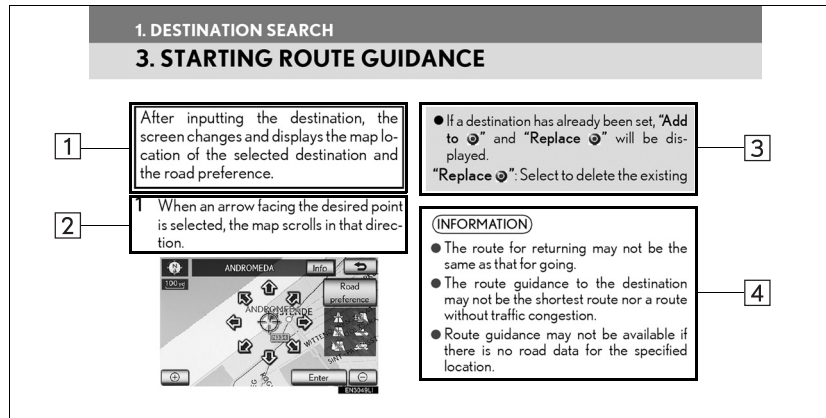 1. DESTINATION SEARCH
3. STARTING ROUTE GUIDANCE
1
After inputting the destination, the
screen changes and displays the map lo-
cation of the selected destination and
the road preference.
2
1 When an arrow facing the desired point
is selected, the map scrolls in that direc-
tion.
ANDROMEDA
Info
100
Road
preference
ANDROMEDA
Enter
EN3049LI
3
● If a destination has already been set, “Add
to ” and “Replace ” will be dis-
played.
“Replace ”: Select to delete the existing
4
INFORMATION
● The route for returning may not be the
same as that for going.
● The route guidance to the destination
may not be the shortest route nor a route
without traffic congestion.
● Route guidance may not be available if
there is no road data for the specified
location.